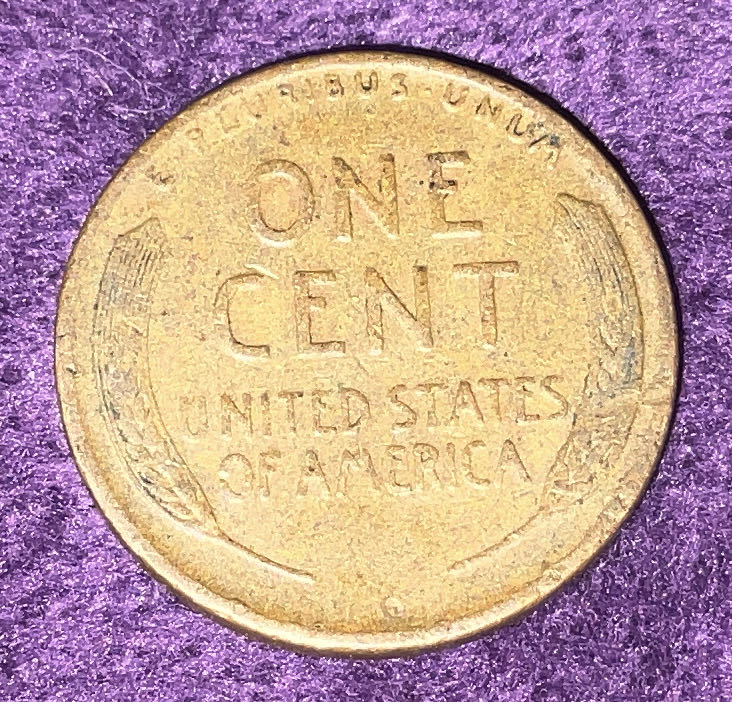 E PLURIBUS UNUM
ONE
CENT
UNITED STATES
OF AMERICA